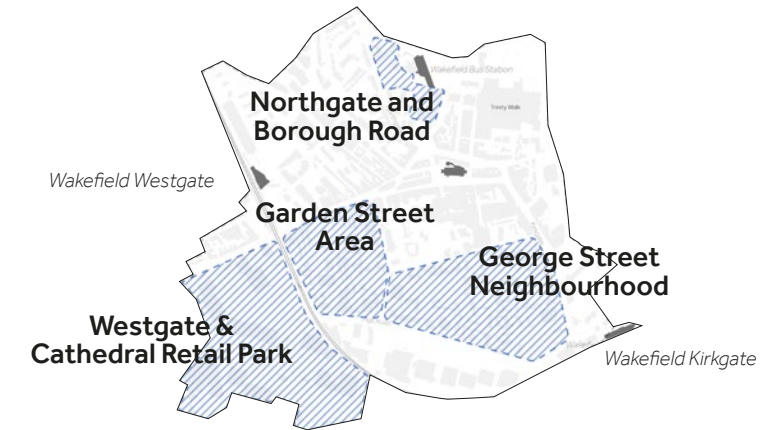 Wakefield Bus Station
Northgate and
Borough Road
Trinity Walk
Wakefield Westgate
Garden Street
Area
George Street
Neighbourhood
Westgate &
Cathedral Retail Park
Wakefield Kirkgate